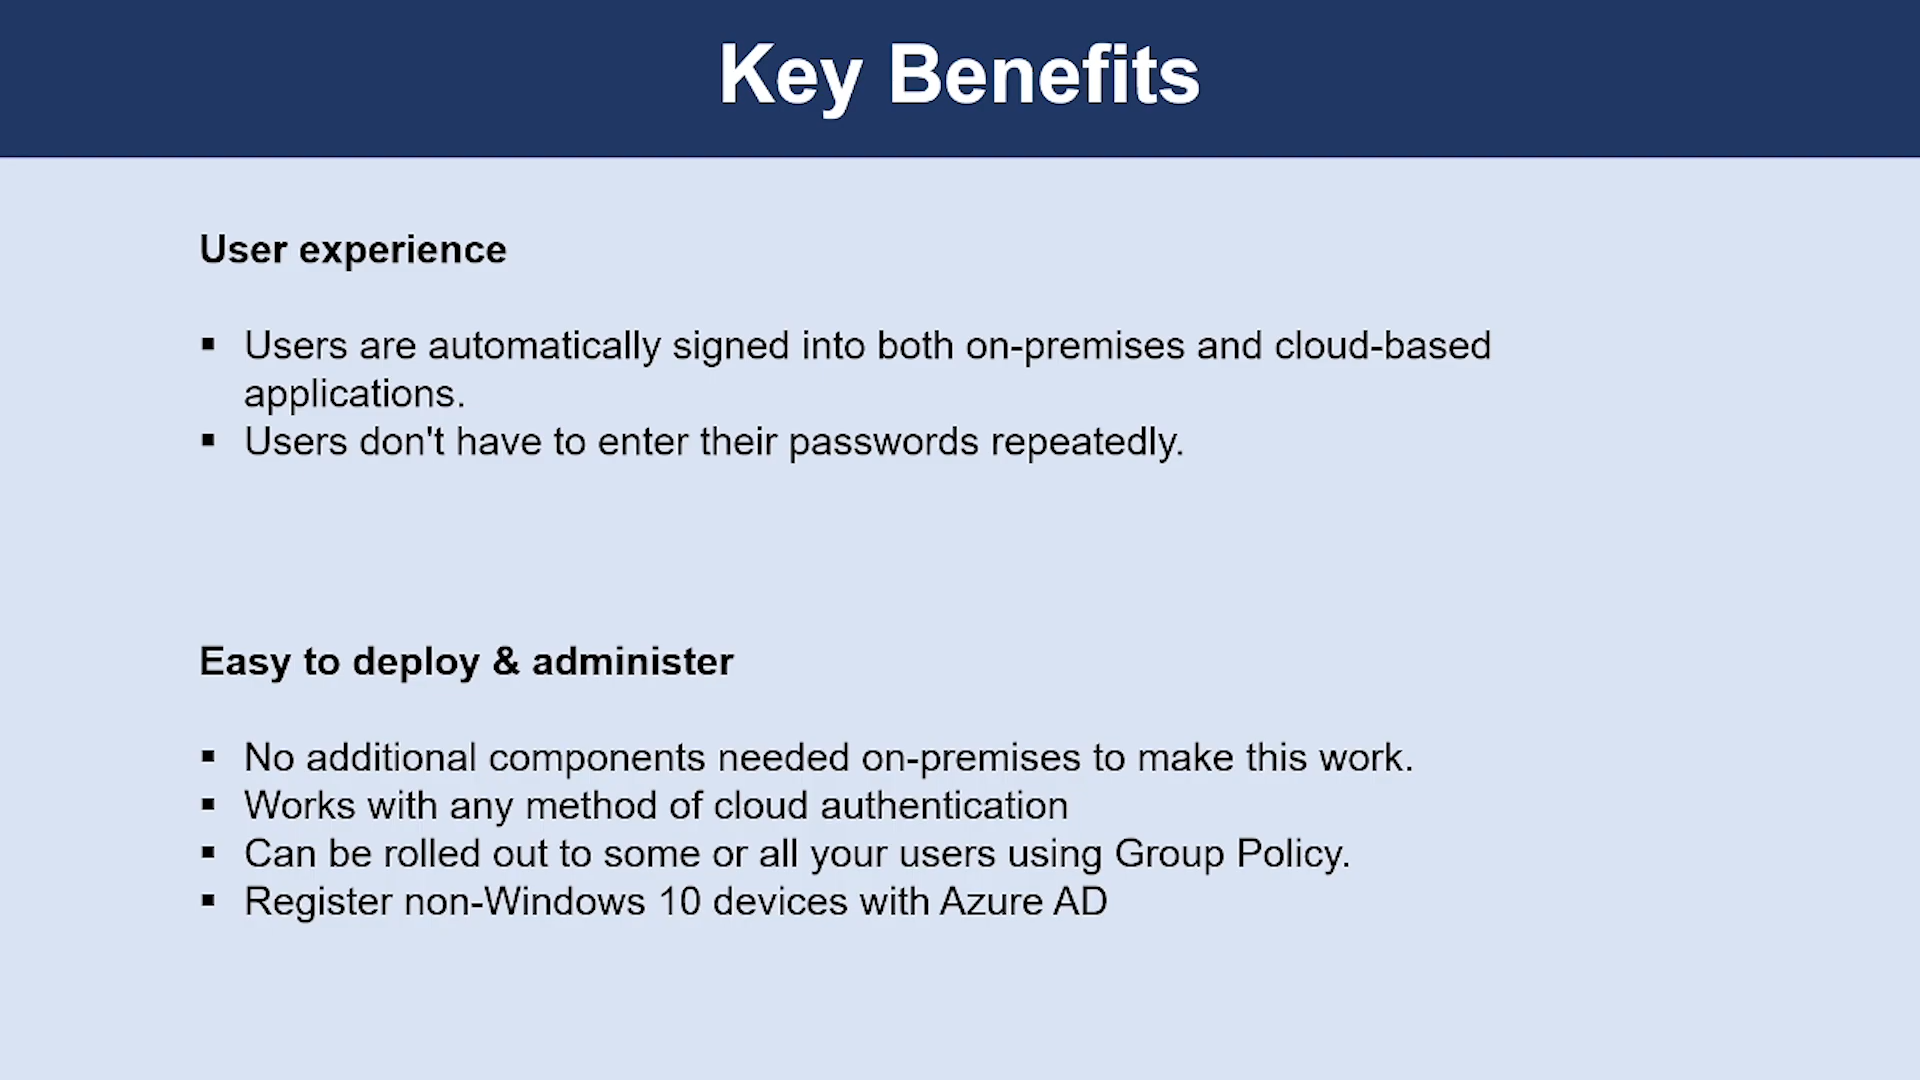 Key Benefits
User experience
▪ Users are automatically signed into both on-premises and cloud-based
applications.
▪ Users don't have to enter their passwords repeatedly.
Easy to deploy & administer
▪ No additional components needed on-premises to make this work.
▪ Works with any method of cloud authentication
▪ Can be rolled out to some or all your users using Group Policy.
▪ Register non-Windows 10 devices with Azure AD